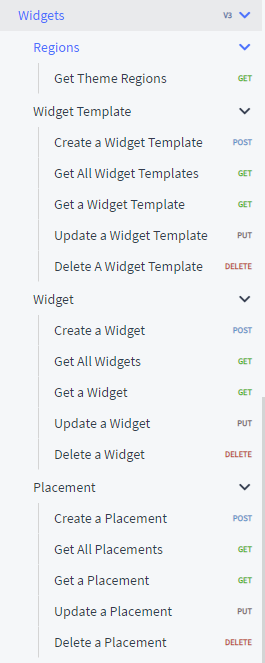 Widgets V3
Regions
Get Theme Regions GET
Widget Template
Create a Widget Template POST
Get All Widget Templates GET
Get a Widget Template GET
Update a Widget Template PUT
Delete A Widget Template DELETE
Widget
Create a Widget POST
Get All Widgets GET
Get a Widget GET
Update a Widget PUT
Delete a Widget DELETE
Placement
Create a Placement POST
Get All Placements GET
Get a Placement GET
Update a Placement PUT
Delete a Placement DELETE